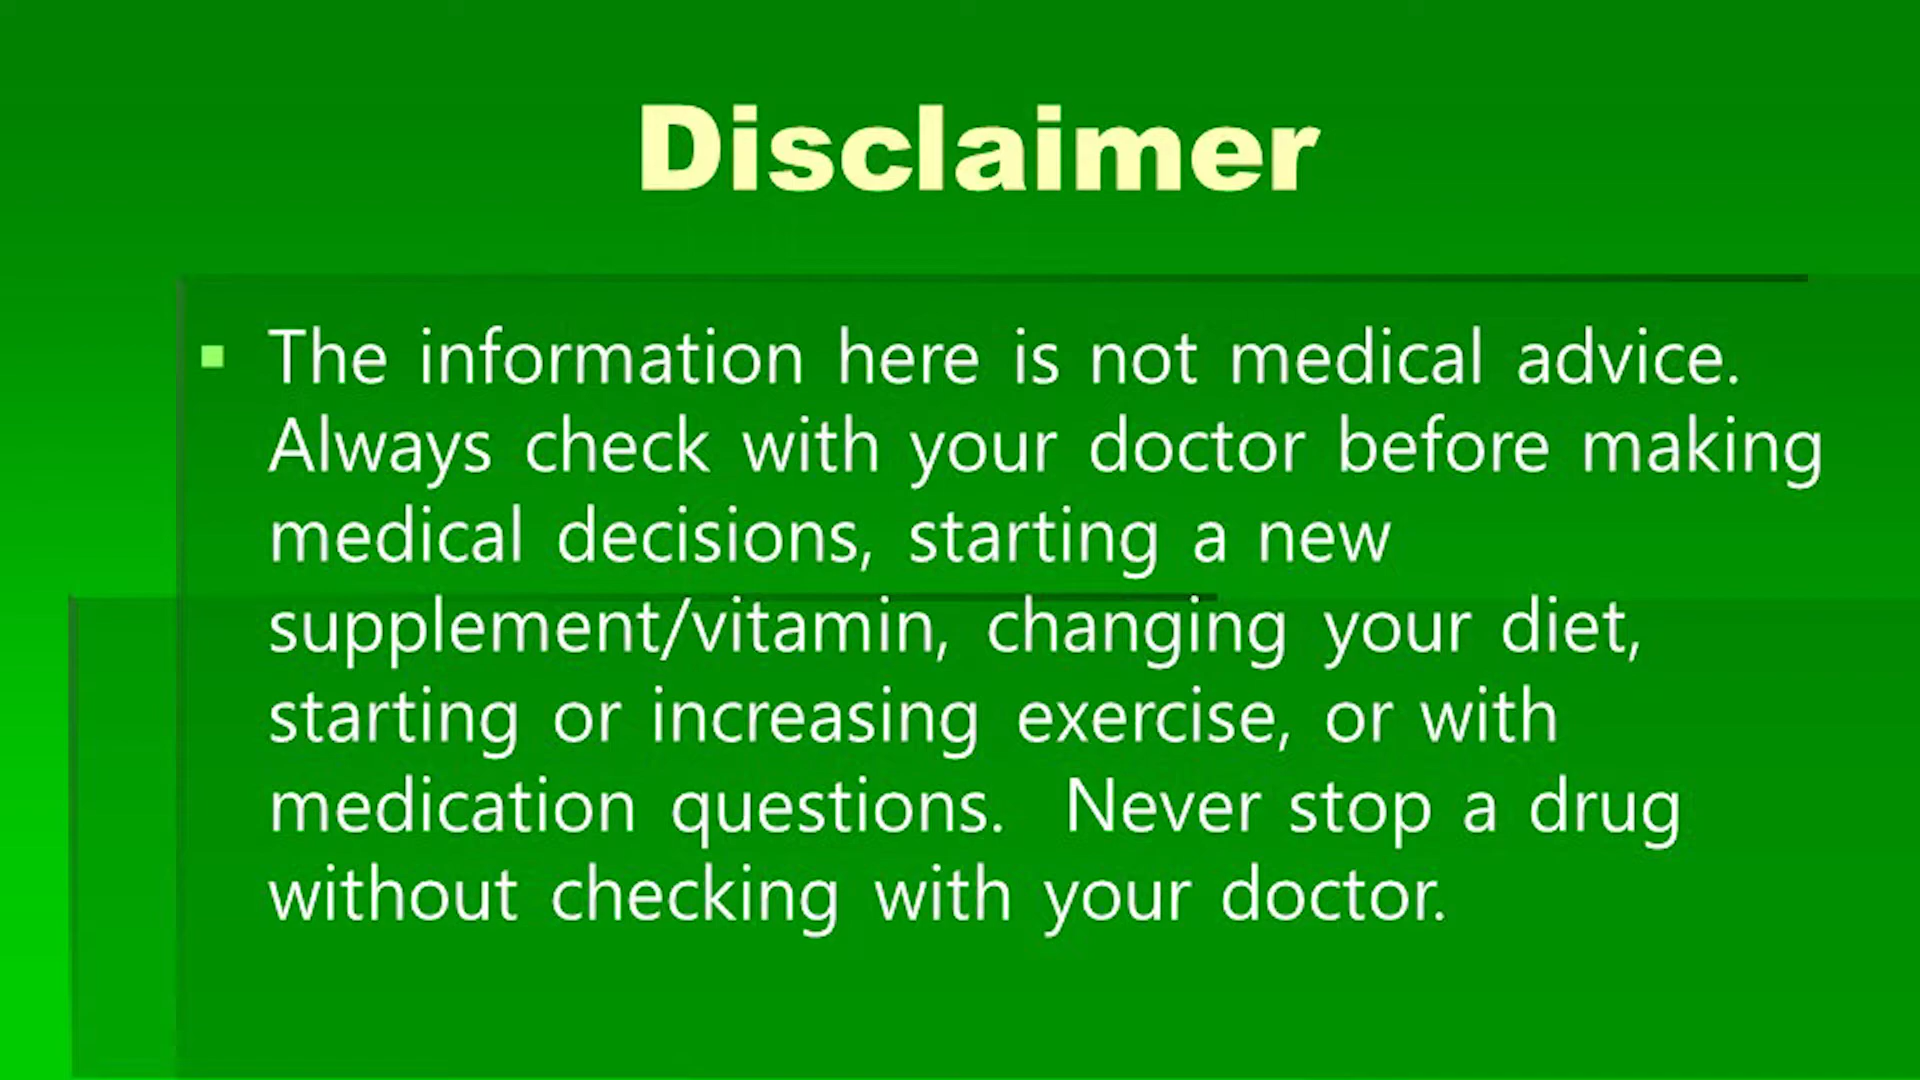 Disclaimer
The information here is not medical advice.
Always check with your doctor before making
medical decisions, starting a new
supplement/vitamin, changing your diet,
starting or increasing exercise, or with
medication questions. Never stop a drug
without checking with your doctor.